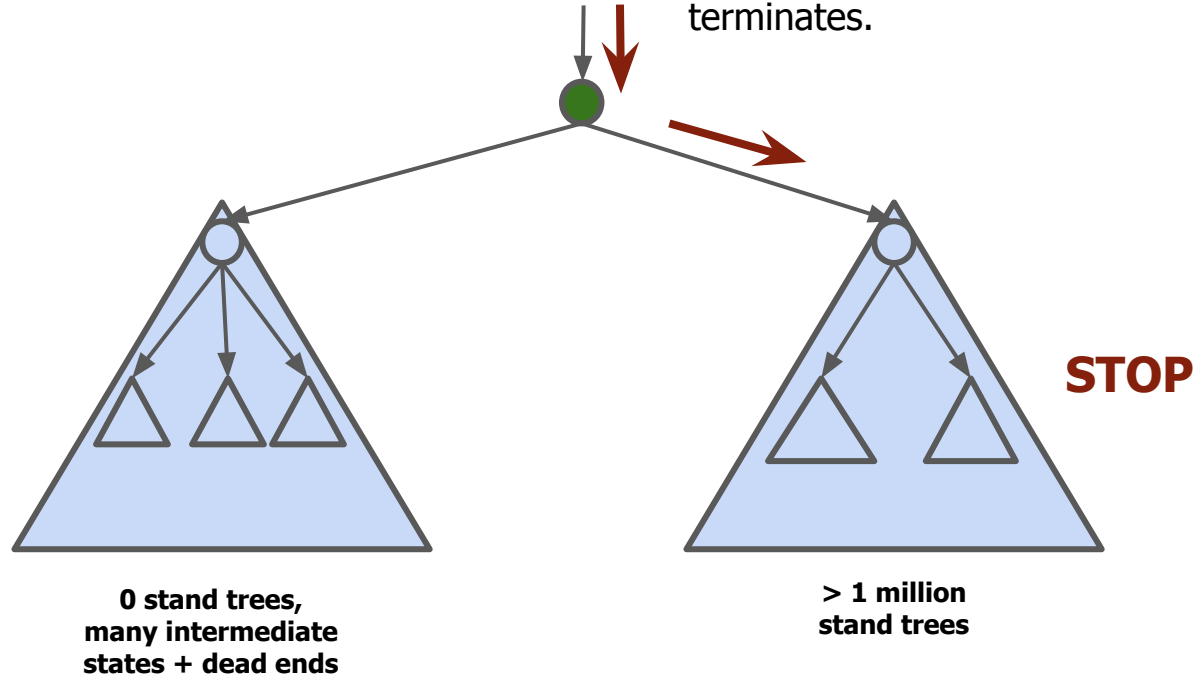 terminates.
STOP
0 stand trees,
many intermediate
states + dead ends
> 1 million
stand trees